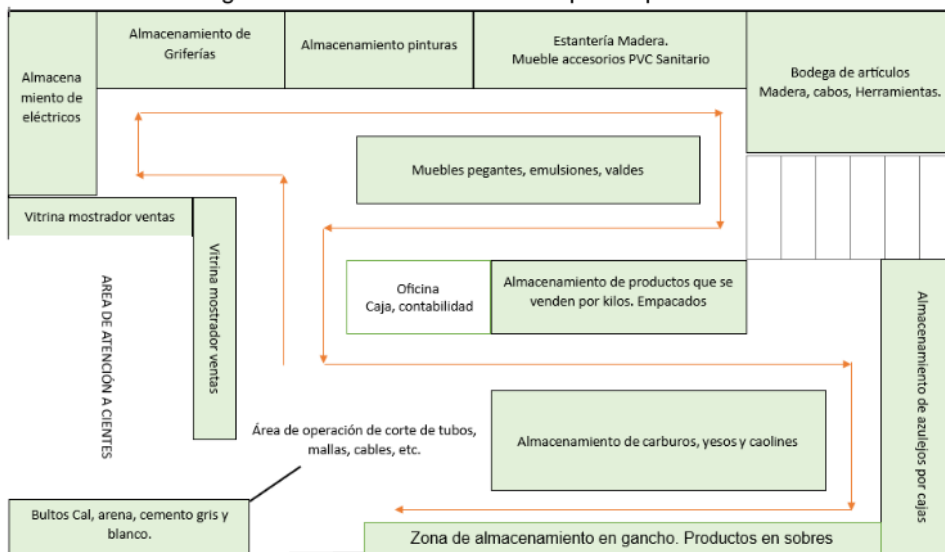 Almacenamiento de
Griferías
Almacenamiento pinturas
Estantería Madera.
Mueble accesorios PVC Sanitario
Almacena
miento de
eléctricos
Bodega de artículos
Madera, cabos, Herramientas.
Muebles pegantes, emulsiones, valdes
Vitrina mostrador ventas
Vitrina mostrador ventas
AREA DE ATENCIÓN A CIENTES
Oficina
Caja, contabilidad
Almacenamiento de productos que se
venden por kilos. Empacados
Almacenamiento de azulejos por cajas
Área de operación de corte de tubos,
mallas, cables, etc.
Almacenamiento de carburos, yesos y caolines
Bultos Cal, arena, cemento gris y
blanco.
Zona de almacenamiento en gancho. Productos en sobres